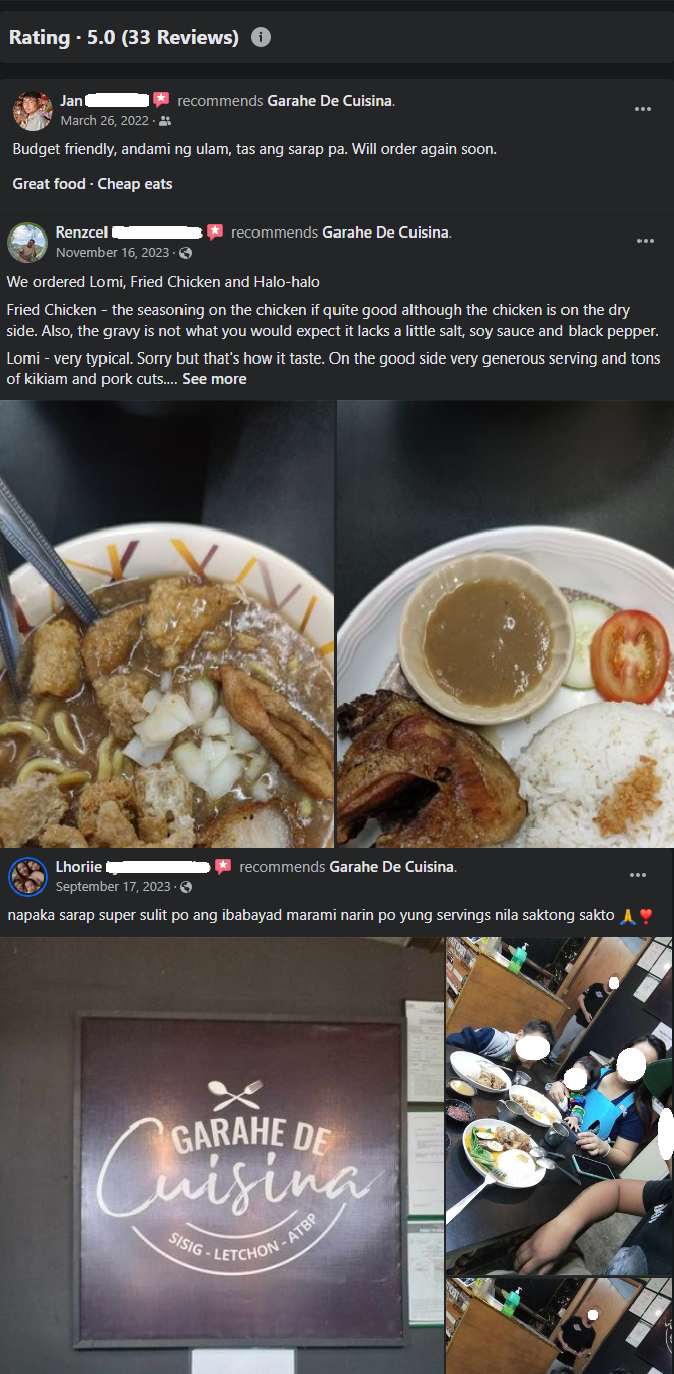 Rating · 5.0 (33 Reviews)
Jan recommends Garahe De Cuisina.
March 26, 2022 ·
Budget friendly, andami ng ulam, tas ang sarap pa. Will order again soon.
Great food · Cheap eats
Renzcel recommends Garahe De Cuisina.
November 16, 2023 ·
We ordered Lomi, Fried Chicken and Halo-halo
Fried Chicken - the seasoning on the chicken if quite good although the chicken is on the dry
side. Also, the gravy is not what you would expect it lacks a little salt, soy sauce and black pepper.
Lomi - very typical. Sorry but that's how it taste. On the good side very generous serving and tons
of kikiam and pork cuts.... See more
Lhoriie recommends Garahe De Cuisina.
September 17, 2023 ·
napaka sarap super sulit po ang ibabayad marami narin po yung servings nila saktong sakto 🙏❣️
GARAHE DE
Cuisina
SISIG - LETCHON - ATBP